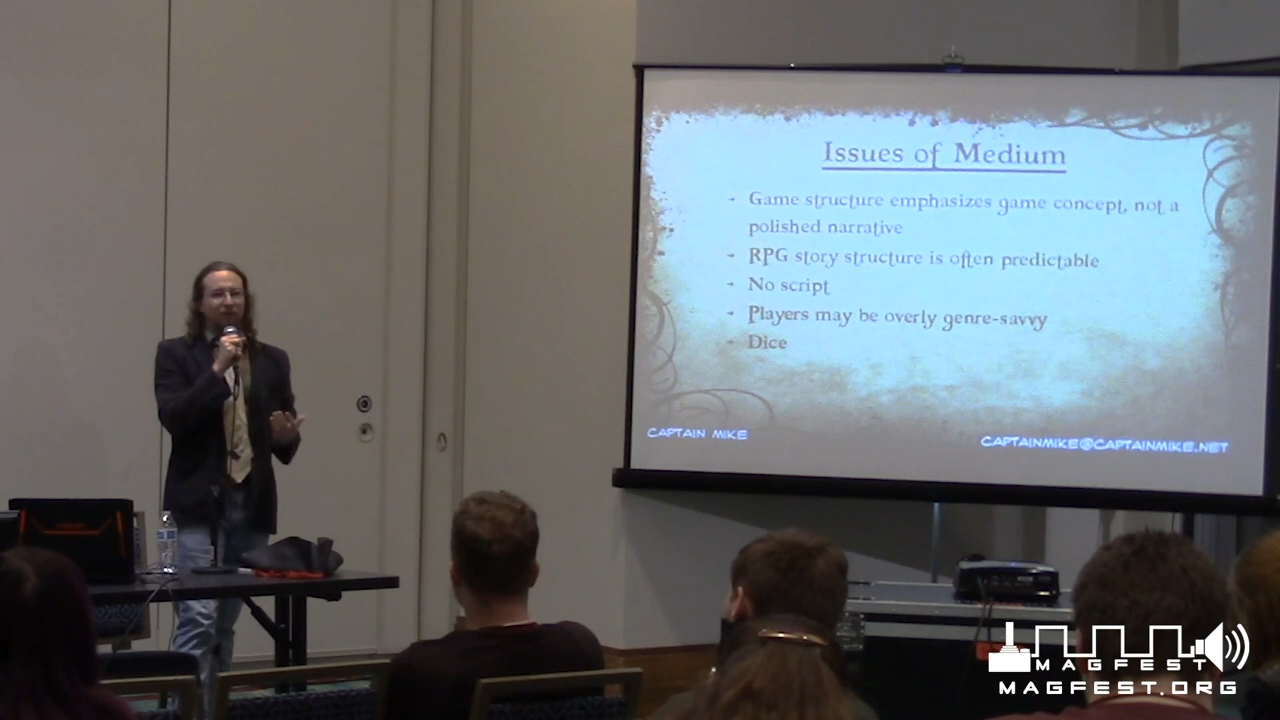 Issues of Medium
- Game structure emphasizes game concept, not a
polished narrative
- RPG story structure is often predictable
- No script
- Players may be overly genre-savvy
- Dice
CAPTAIN MIKE
CAPTAINMIKE@CAPTAINMIKE.NET
MAGFEST
MAGFEST.ORG